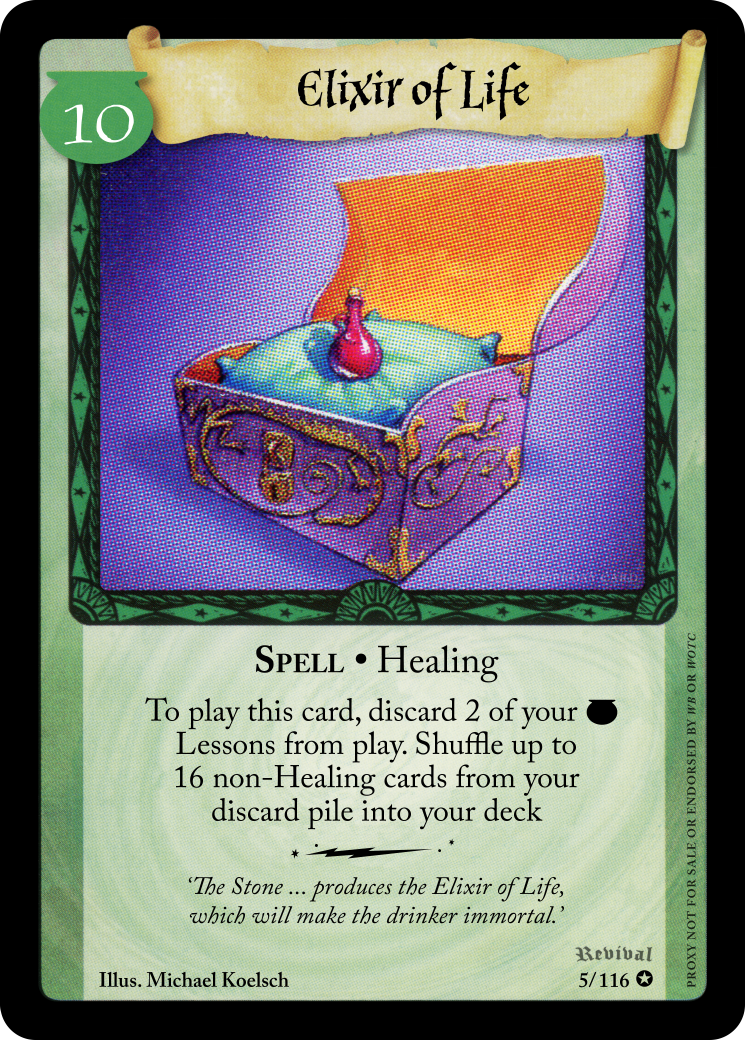 Elixir of Life
10
SPELL • Healing
To play this card, discard 2 of your
Lessons from play. Shuffle up to
16 non-Healing cards from your
discard pile into your deck
‘The Stone ... produces the Elixir of Life,
which will make the drinker immortal.’
Revival
Illus. Michael Koelsch
5/116
PROXY NOT FOR SALE OR ENDORSED BY WB OR WOTC